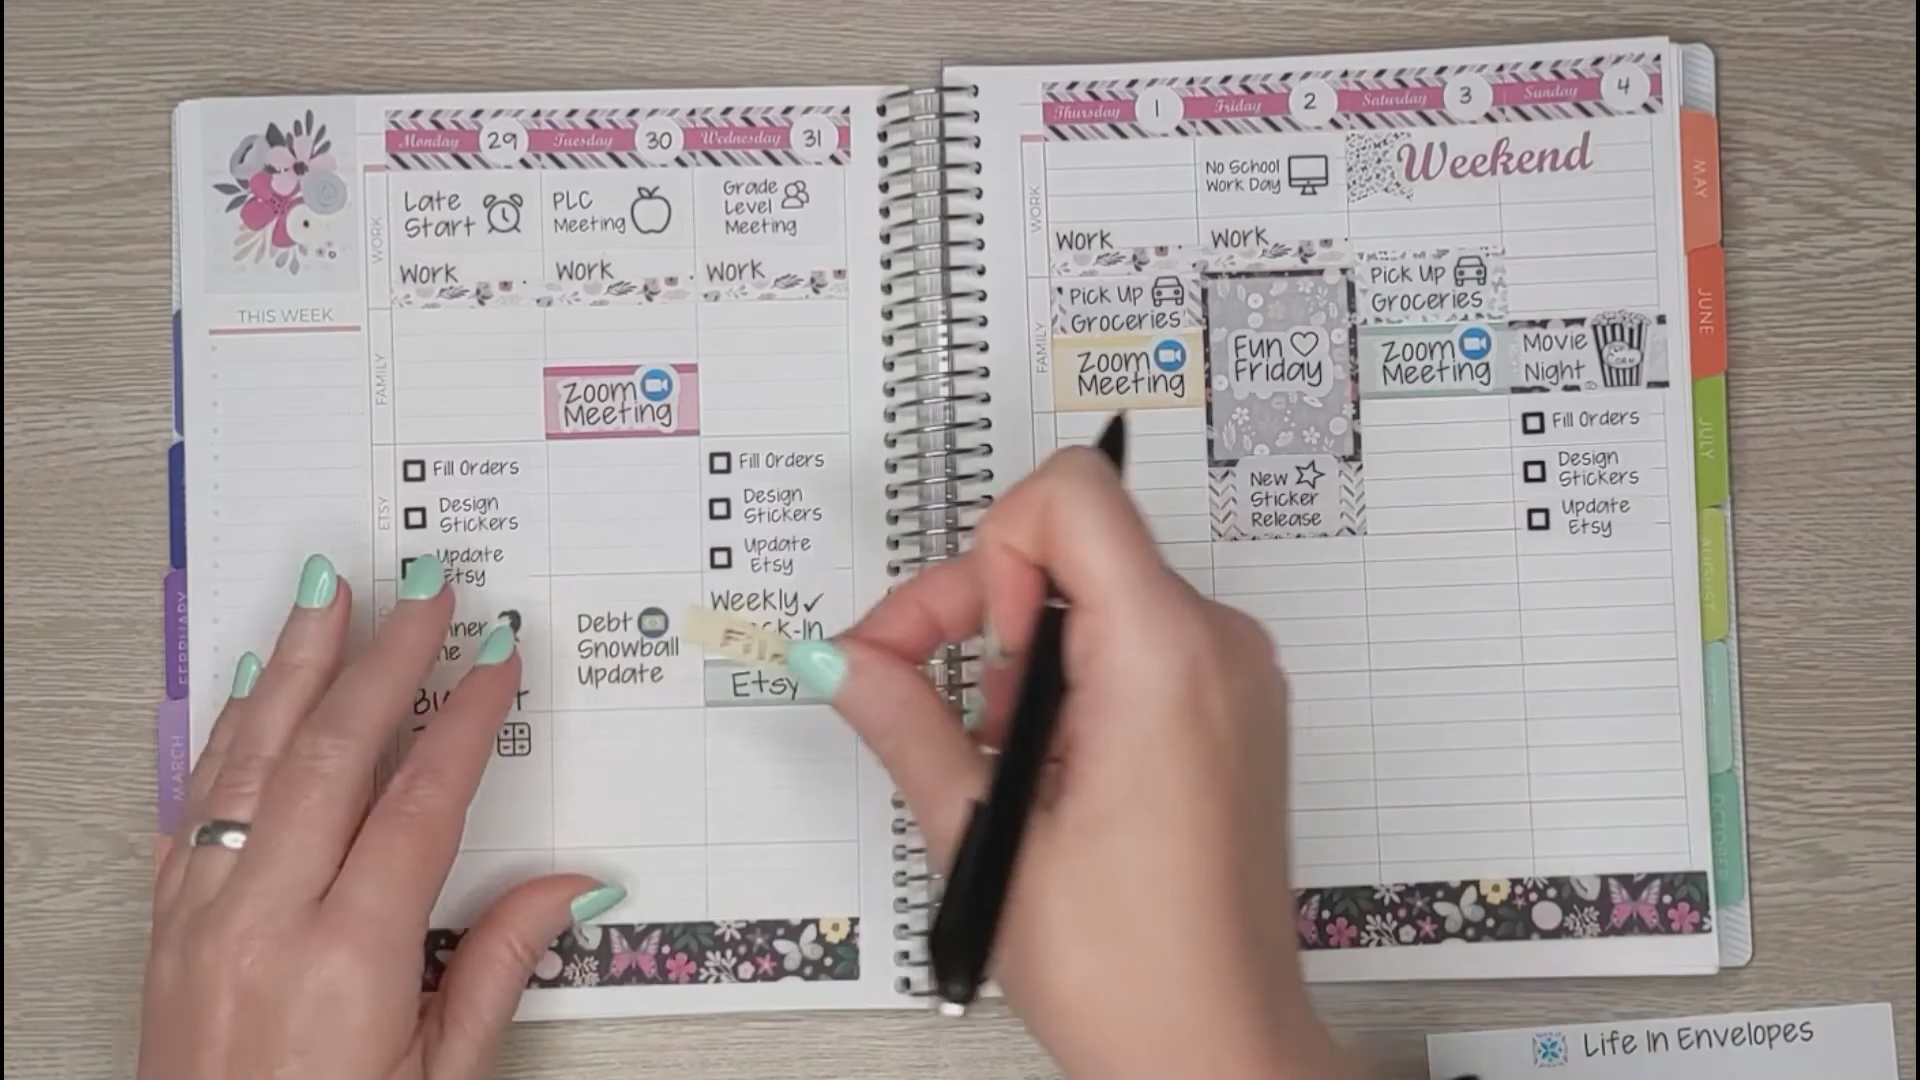 Monday 29
Tuesday 30
Wednesday 31
Thursday 1
Friday 2
Saturday 3
Sunday 4
THIS WEEK
WORK
FAMILY
ETSY
Late
Start
PLC
Meeting
Grade
Level
Meeting
Work
Work
Work
Zoom
Meeting
Fill Orders
Design
Stickers
Update
Etsy
Fill Orders
Design
Stickers
Update
Etsy
Debt
Snowball
Update
Weekly
Etsy
WORK
FAMILY
No School
Work Day
Weekend
Work
Work
Pick Up
Groceries
Pick Up
Groceries
Zoom
Meeting
Fun
Friday
Zoom
Meeting
Movie
Night
New
Sticker
Release
Fill Orders
Design
Stickers
Update
Etsy
FEBRUARY
MARCH
MAY
JUNE
JULY
AUGUST
OCTOBER
Life In Envelopes